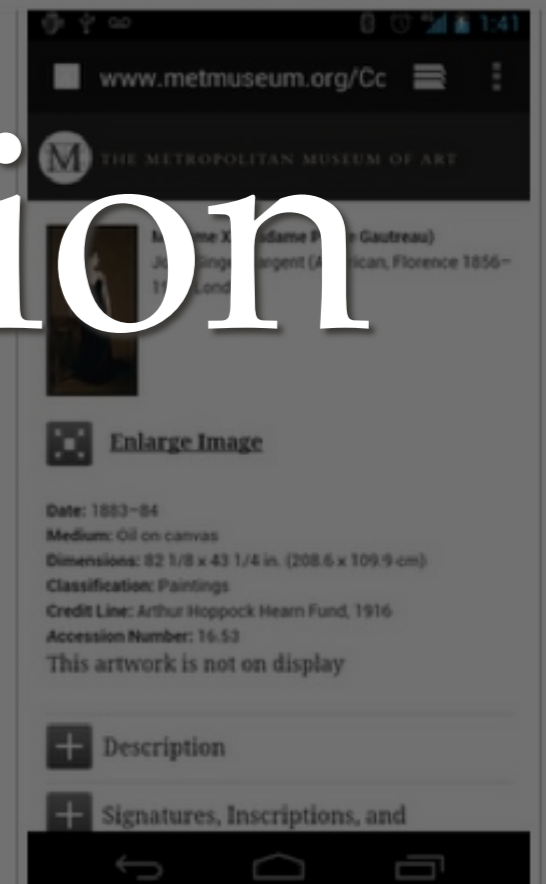 1:41
www.metmuseum.org/Cc
M THE METROPOLITAN MUSEUM OF ART
ion
Gautreau)
Florence 1856–
Enlarge Image
Date: 1883–84
Medium: Oil on canvas
Dimensions: 82 1/8 x 43 1/4 in. (208.6 x 109.9 cm)
Classification: Paintings
Credit Line: Arthur Hoppock Hearn Fund, 1916
Accession Number: 16.53
This artwork is not on display
Description
Signatures, Inscriptions, and